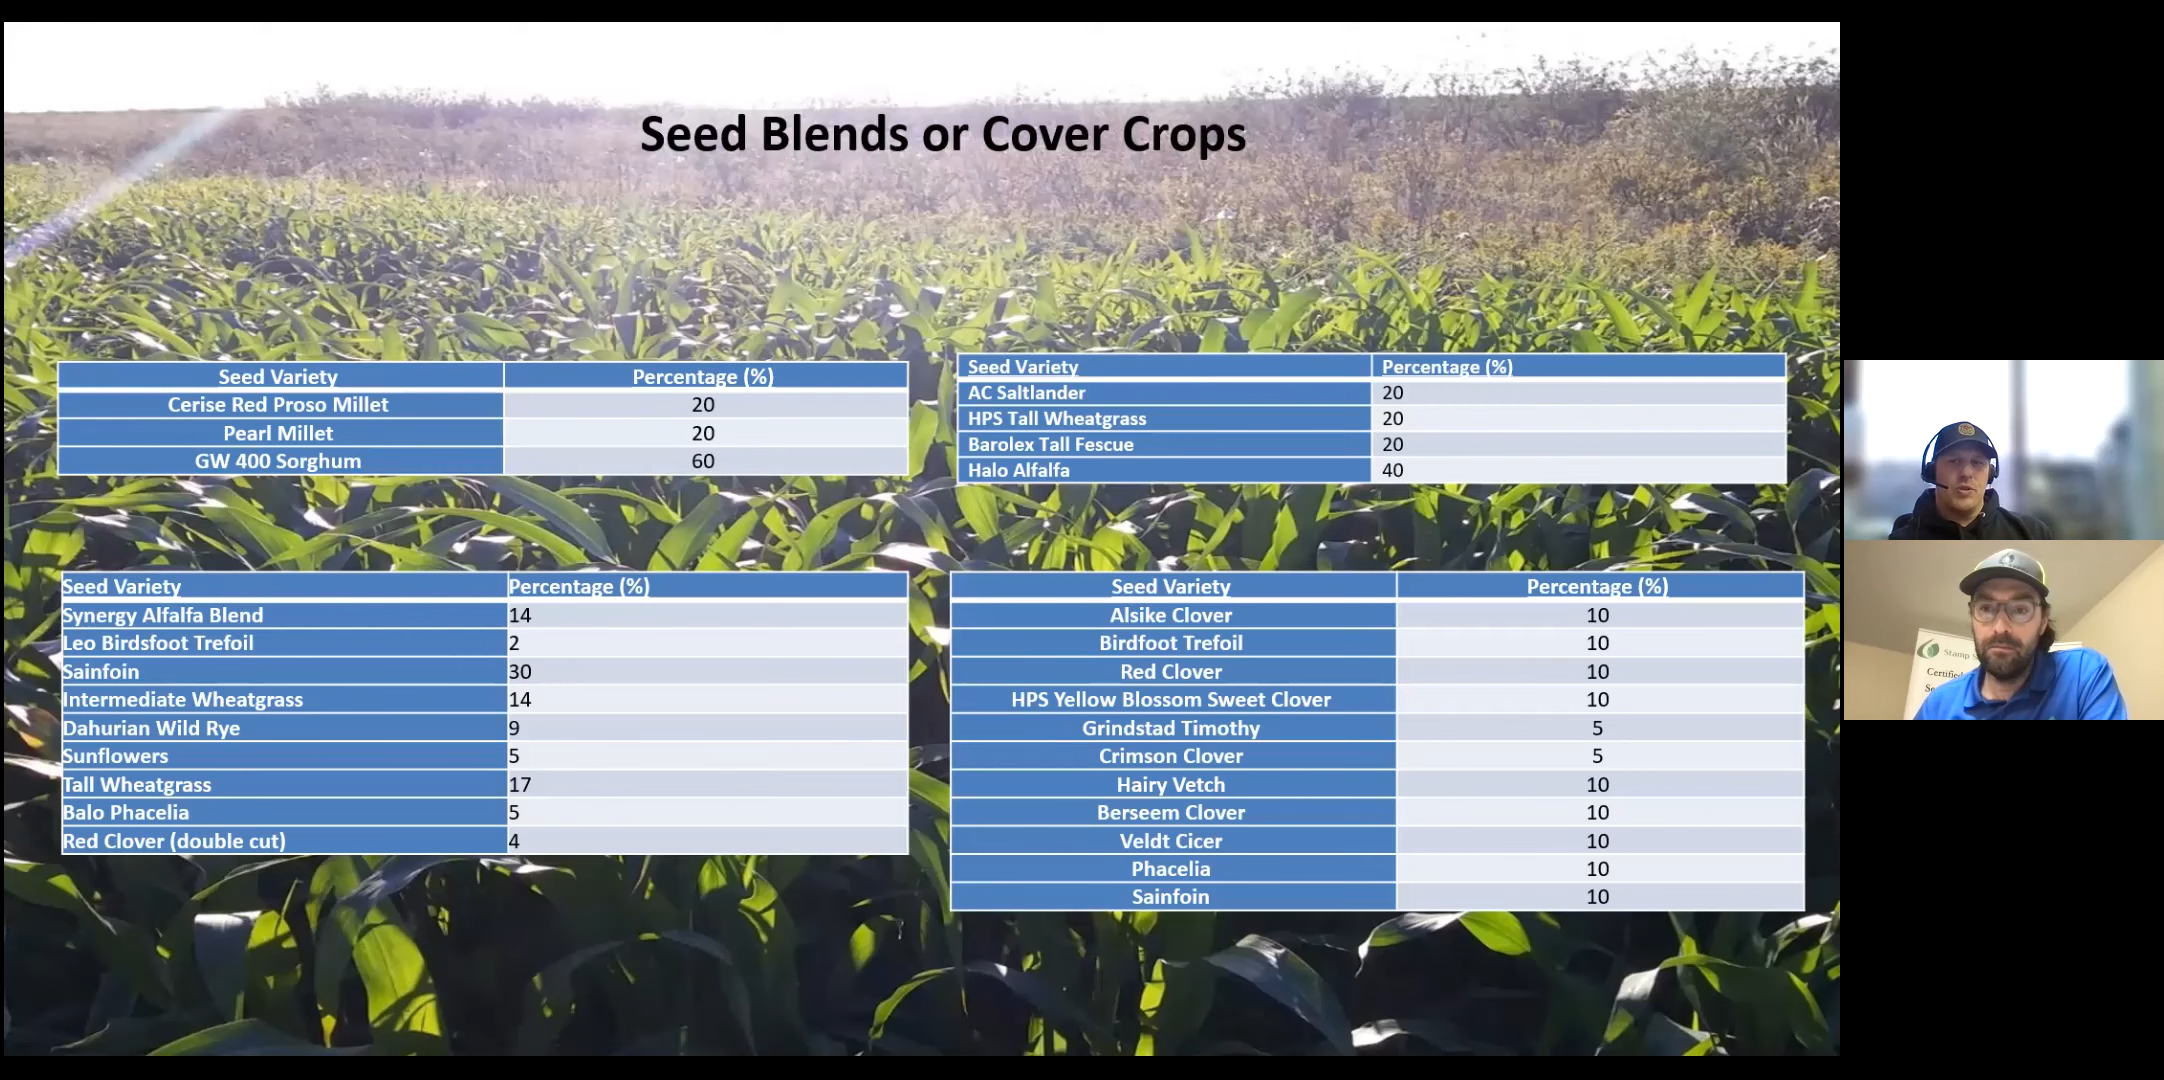 Seed Blends or Cover Crops
Seed Variety Percentage (%)
Cerise Red Proso Millet 20
Pearl Millet 20
GW 400 Sorghum 60
Seed Variety Percentage (%)
AC Saltlander 20
HPS Tall Wheatgrass 20
Barolex Tall Fescue 20
Halo Alfalfa 40
Seed Variety Percentage (%)
Synergy Alfalfa Blend 14
Leo Birdsfoot Trefoil 2
Sainfoin 30
Intermediate Wheatgrass 14
Dahurian Wild Rye 9
Sunflowers 5
Tall Wheatgrass 17
Balo Phacelia 5
Red Clover (double cut) 4
Seed Variety Percentage (%)
Alsike Clover 10
Birdfoot Trefoil 10
Red Clover 10
HPS Yellow Blossom Sweet Clover 10
Grindstad Timothy 5
Crimson Clover 5
Hairy Vetch 10
Berseem Clover 10
Veldt Cicer 10
Phacelia 10
Sainfoin 10
Stamp
Certified